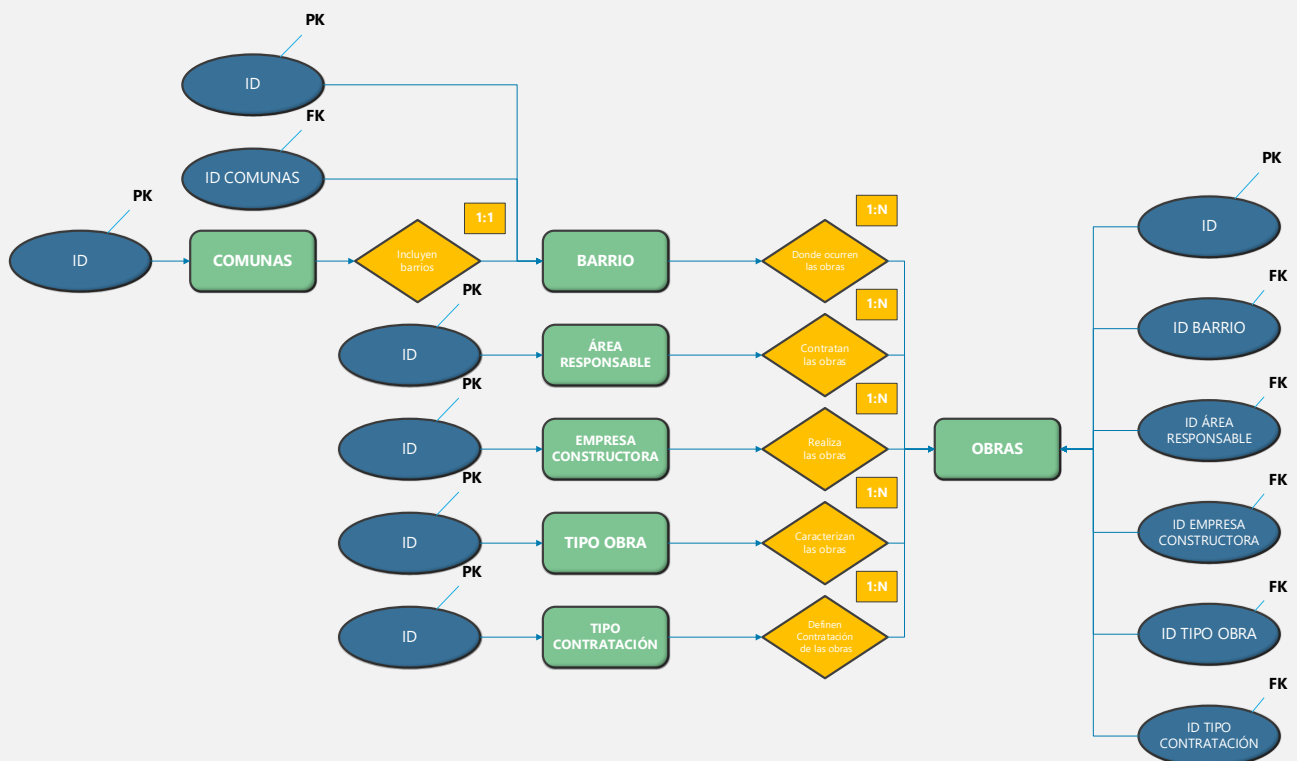 PK
ID
FK
ID COMUNAS
PK
ID
COMUNAS
Incluyen
barrios
1:1
BARRIO
Donde ocurren
las obras
1:N
PK
ID
ÁREA
RESPONSABLE
Contratan
las obras
1:N
PK
ID
EMPRESA
CONSTRUCTORA
Realiza
las obras
1:N
PK
ID
TIPO OBRA
Caracterizan
las obras
1:N
PK
ID
TIPO
CONTRATACIÓN
Definen
Contratación
de las obras
1:N
OBRAS
PK
ID
FK
ID BARRIO
FK
ID ÁREA
RESPONSABLE
FK
ID EMPRESA
CONSTRUCTORA
FK
ID TIPO OBRA
FK
ID TIPO
CONTRATACIÓN